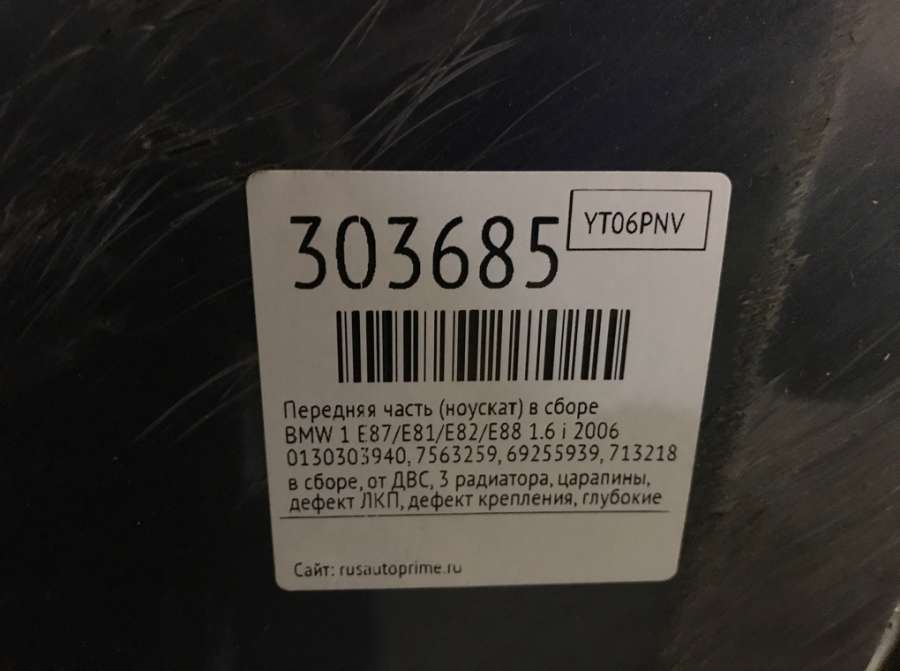 303685
YT06PNV
Передняя часть (ноускат) в сборе
BMW 1 E87/E81/E82/E88 1.6 i 2006
0130303940, 7563259, 69255939, 713218
в сборе, от ДВС, 3 радиатора, царапины,
дефект ЛКП, дефект крепления, глубокие
Сайт: rusautoprime.ru